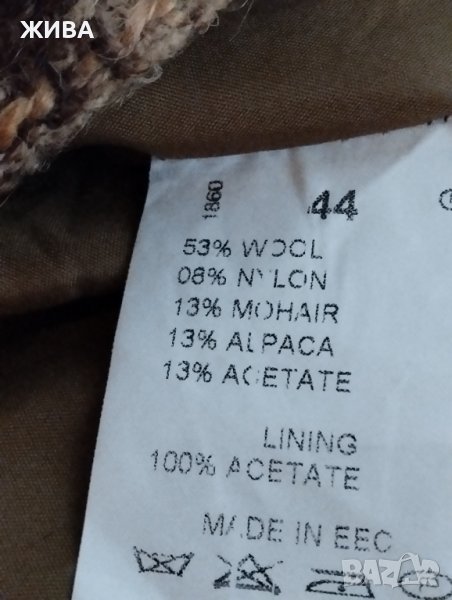 ЖИВА
1860
44
53% WOOL
08% NYLON
13% MOHAIR
13% ALPACA
13% ACETATE
LINING
100% ACETATE
MADE IN EEC
BAZAR